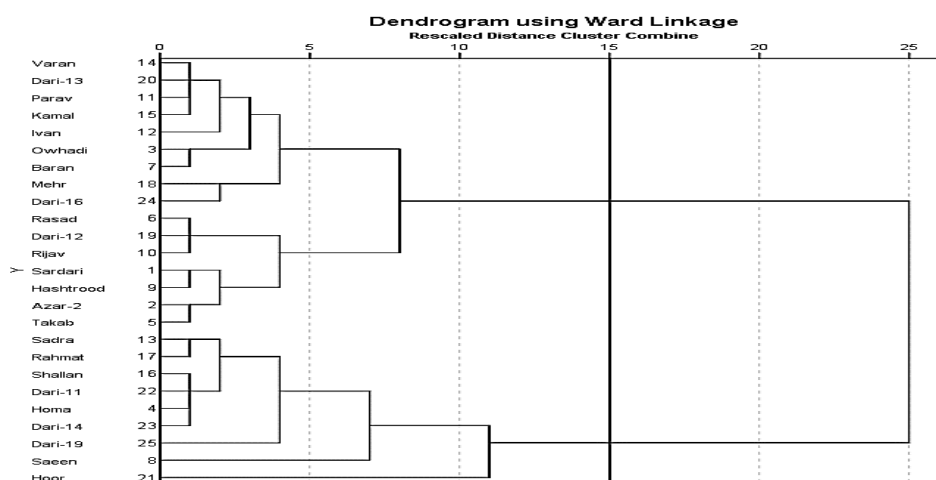 Dendrogram using Ward Linkage
Rescaled Distance Cluster Combine
0 5 10 15 20 25
Varan 14
Dari-13 20
Parav 11
Kamal 15
Ivan 12
Owhadi 3
Baran 7
Mehr 18
Dari-16 24
Rasad 6
Dari-12 19
Rijav 10
Y Sardari 1
Hashtrood 9
Azar-2 2
Takab 5
Sadra 13
Rahmat 17
Shallan 16
Dari-11 22
Homa 4
Dari-14 23
Dari-19 25
Saeen 8
Hoor 21